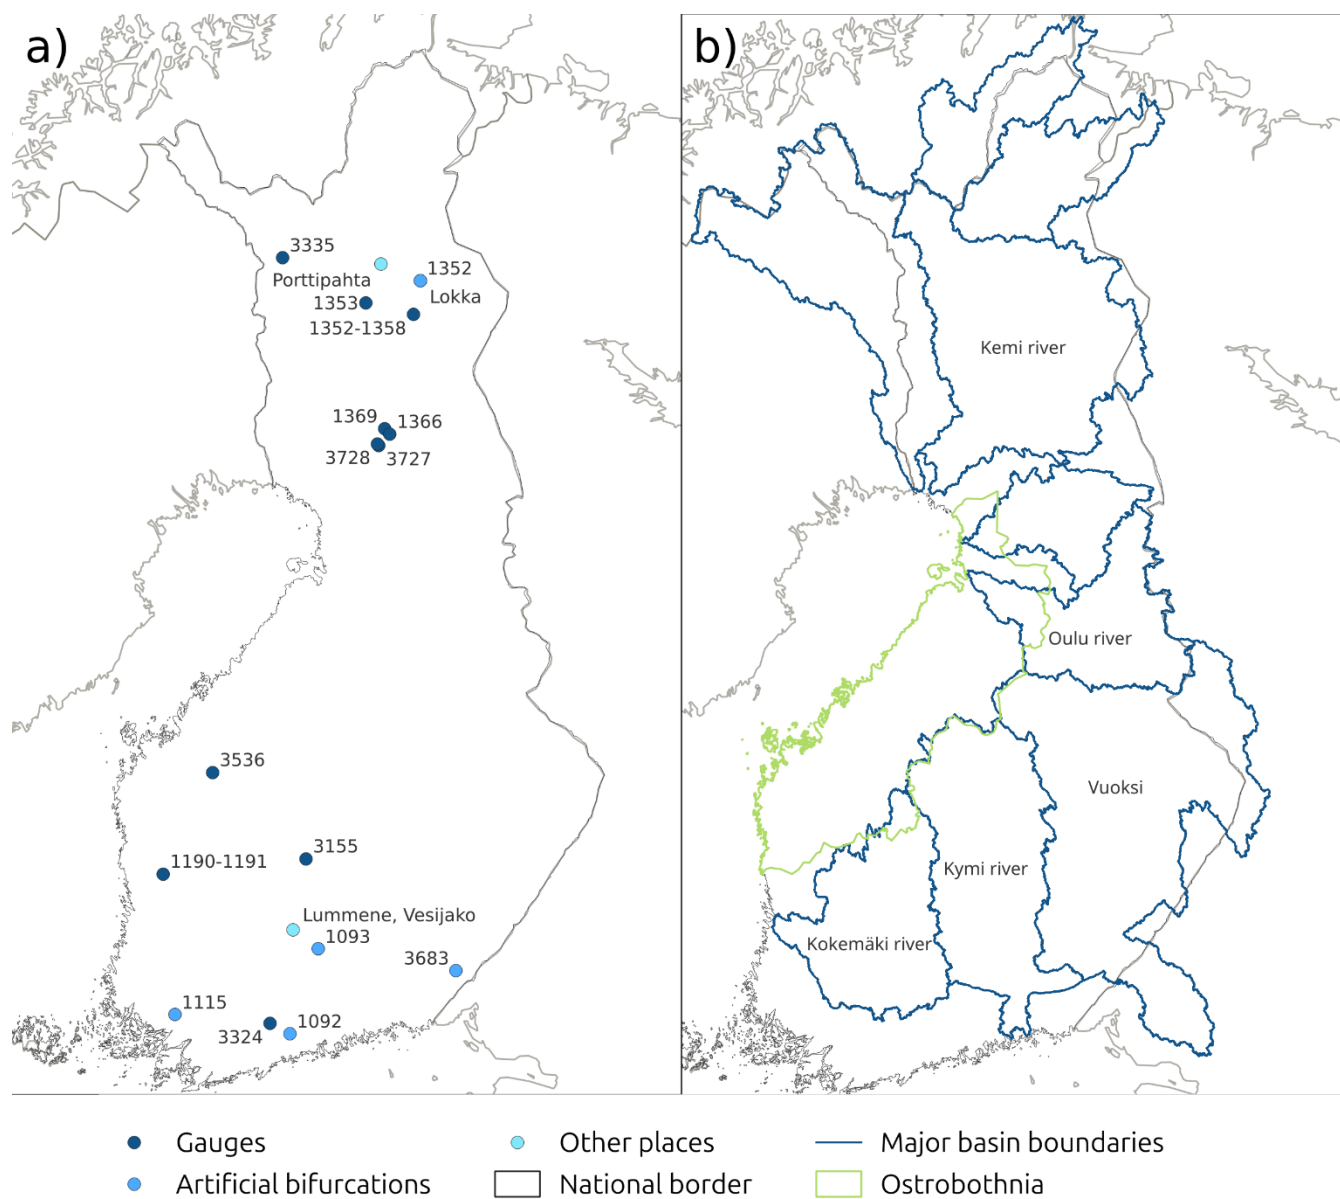 a)
3335
Porttipahta
1352
1353
Lokka
1352-1358
1369
1366
3728
3727
3536
3155
1190-1191
Lummene, Vesijako
1093
3683
1115
1092
3324
b)
Kemi river
Oulu river
Vuoksi
Kymi river
Kokemäki river
Gauges
Other places
Major basin boundaries
Artificial bifurcations
National border
Ostrobothnia